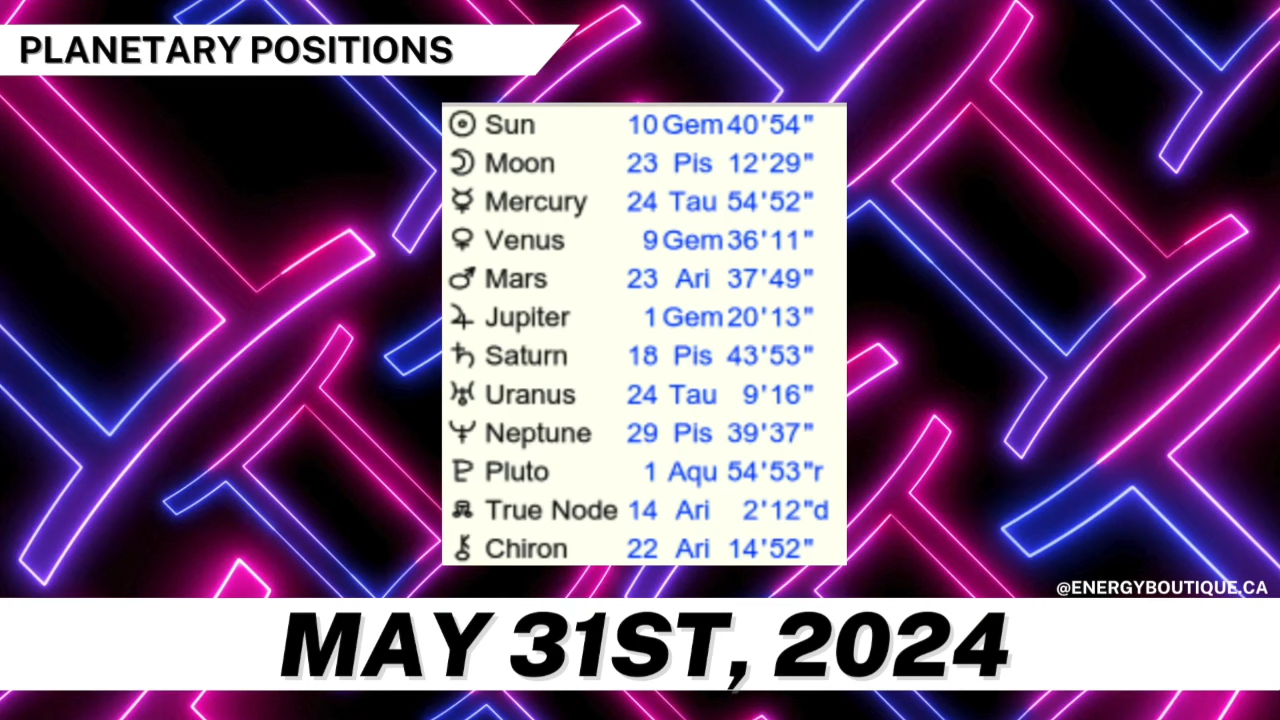 PLANETARY POSITIONS
☉ Sun 10 Gem 40'54"
☽ Moon 23 Pis 12'29"
☿ Mercury 24 Tau 54'52"
♀ Venus 9 Gem 36'11"
♂ Mars 23 Ari 37'49"
♃ Jupiter 1 Gem 20'13"
♄ Saturn 18 Pis 43'53"
♅ Uranus 24 Tau 9'16"
♆ Neptune 29 Pis 39'37"
♇ Pluto 1 Aqu 54'53"r
☊ True Node 14 Ari 2'12"d
⚷ Chiron 22 Ari 14'52"
@ENERGYBOUTIQUE.CA
MAY 31ST, 2024